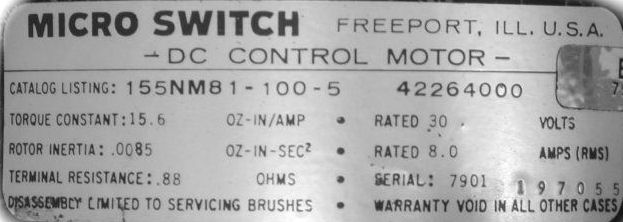 MICRO SWITCH FREEPORT, ILL. U.S.A.
- DC CONTROL MOTOR -
CATALOG LISTING: 155NM81-100-5 42264000
TORQUE CONSTANT: 15.6 OZ-IN/AMP • RATED 30 VOLTS
ROTOR INERTIA: .0085 OZ-IN-SEC² • RATED 8.0 AMPS (RMS)
TERMINAL RESISTANCE: .88 OHMS • SERIAL: 7901 197055
DISASSEMBLY LIMITED TO SERVICING BRUSHES • WARRANTY VOID IN ALL OTHER CASES